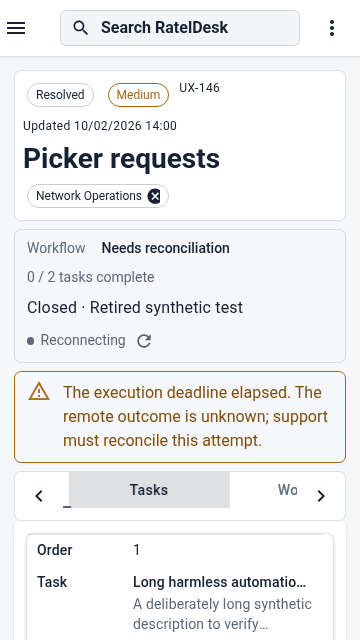 Search RatelDesk
Resolved
Medium
UX-146
Updated 10/02/2026 14:00
Picker requests
Network Operations
Workflow Needs reconciliation
0 / 2 tasks complete
Closed · Retired synthetic test
Reconnecting
The execution deadline elapsed. The
remote outcome is unknown; support
must reconcile this attempt.
Tasks
Wo
Order 1
Task Long harmless automatio…
A deliberately long synthetic
description to verify…